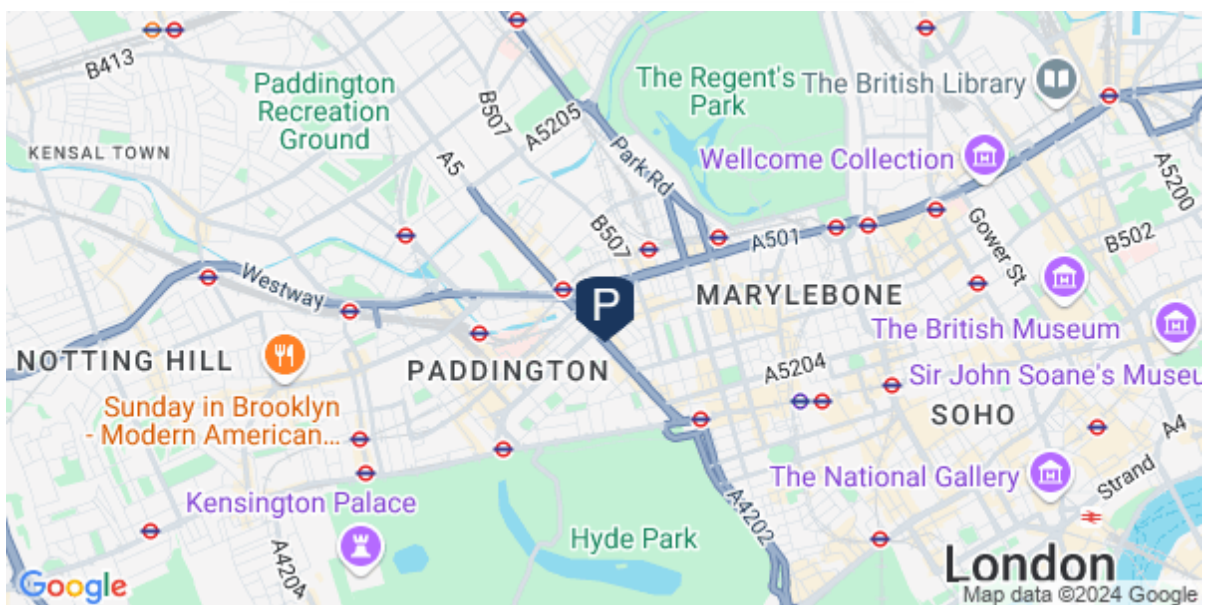 B413
Paddington
Recreation
Ground
KENSAL TOWN
B507
A5205
A5
The Regent's
Park
The British Library
Park Rd
Wellcome Collection
A5200
B507
A501
Gower St
B502
Westway
MARYLEBONE
P
The British Museum
NOTTING HILL
PADDINGTON
A5204
Sir John Soane's Museu
Sunday in Brooklyn
- Modern American...
SOHO
A4
The National Gallery
Strand
Kensington Palace
A4202
Hyde Park
A4204
London
Google
Map data ©2024 Google